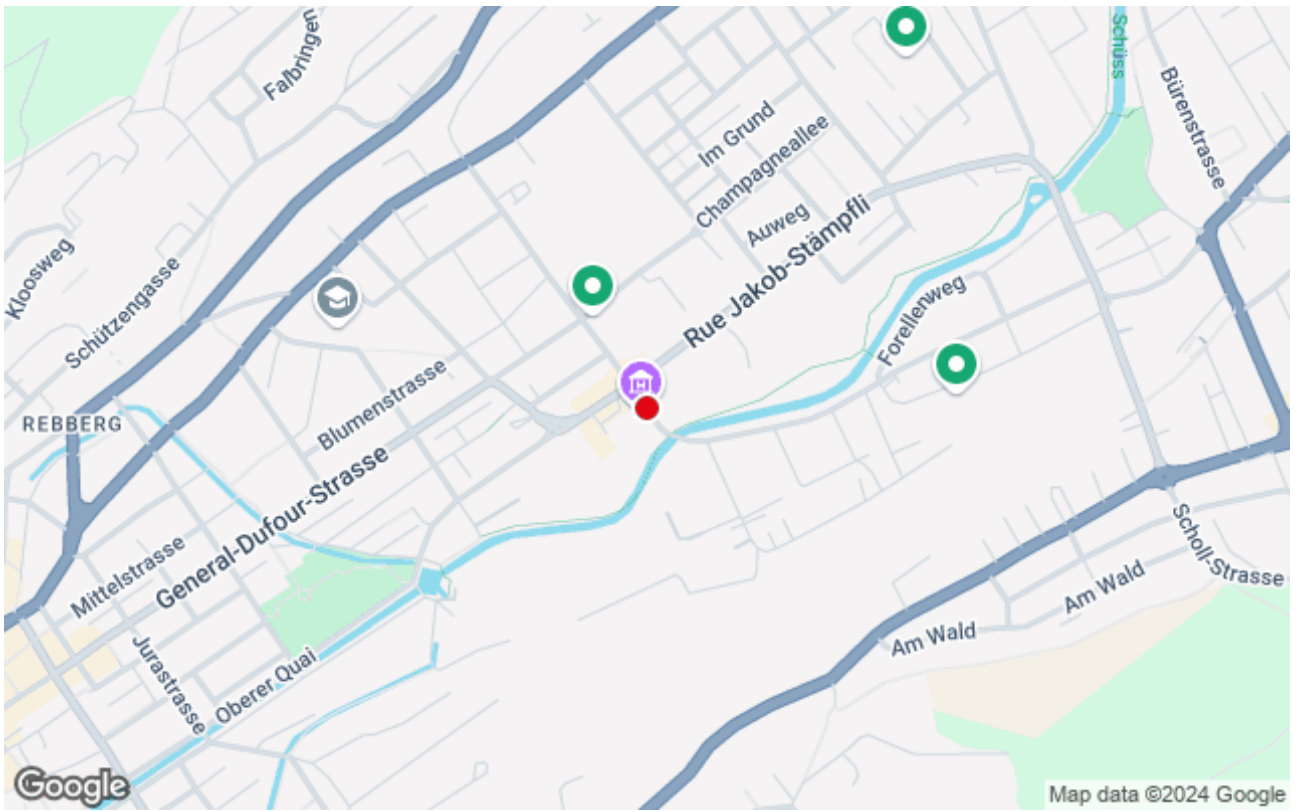 Falbringen
Schüss
Bürenstrasse
Im Grund
Champagneallee
Auweg
Kloosweg
Schützengasse
Rue Jakob-Stämpfli
Forellenweg
REBBERG
Blumenstrasse
General-Dufour-Strasse
Mittelstrasse
Scholl-Strasse
Am Wald
Am Wald
Jurastrasse
Oberer Quai
Google
Map data ©2024 Google